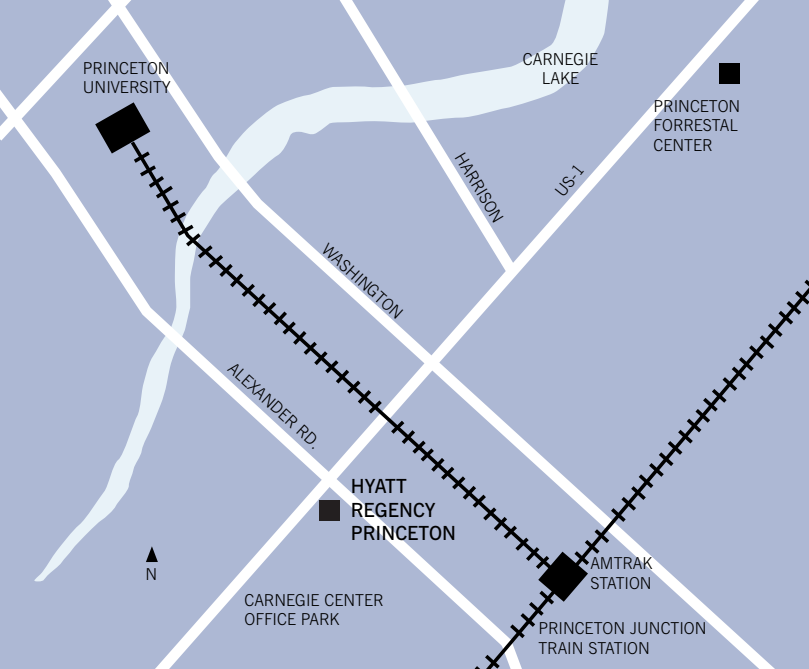 CARNEGIE
LAKE
PRINCETON
UNIVERSITY
PRINCETON
FORRESTAL
CENTER
HARRISON
US-1
WASHINGTON
ALEXANDER RD.
HYATT
REGENCY
PRINCETON
N
AMTRAK
STATION
CARNEGIE CENTER
OFFICE PARK
PRINCETON JUNCTION
TRAIN STATION